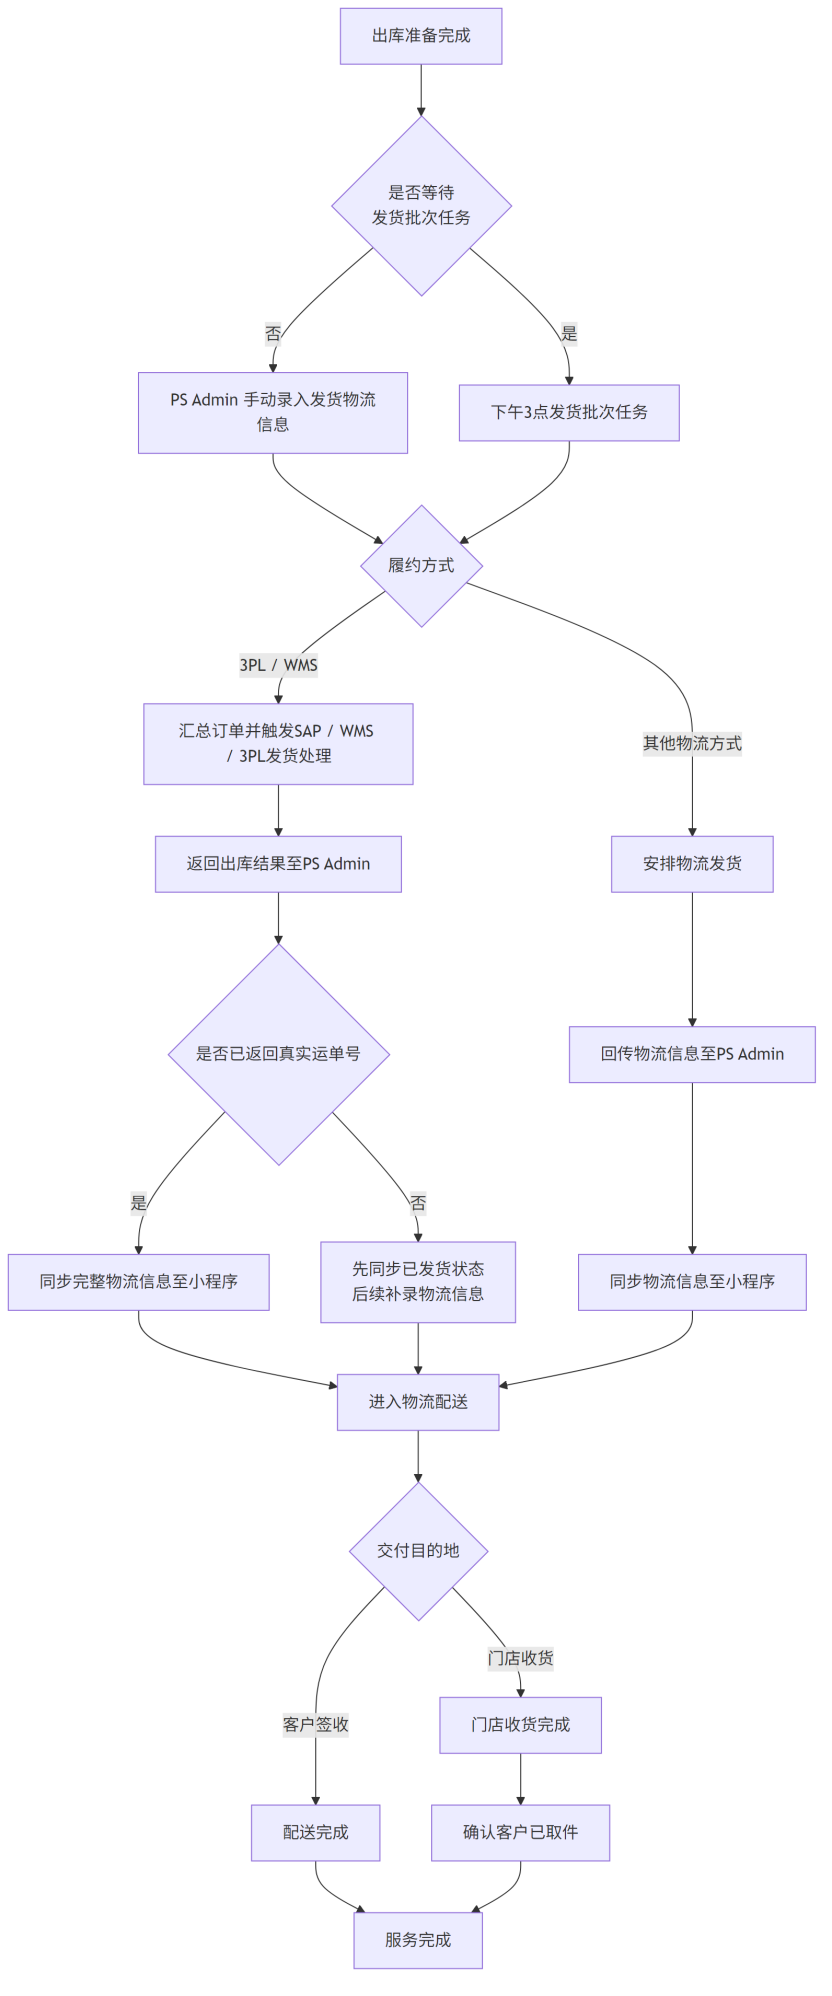 出库准备完成
是否等待
发货批次任务
否
是
PS Admin 手动录入发货物流
信息
下午3点发货批次任务
履约方式
3PL / WMS
汇总订单并触发SAP / WMS
/ 3PL发货处理
其他物流方式
返回出库结果至PS Admin
安排物流发货
是否已返回真实运单号
回传物流信息至PS Admin
是
否
同步完整物流信息至小程序
先同步已发货状态
后续补录物流信息
同步物流信息至小程序
进入物流配送
交付目的地
门店收货
客户签收
门店收货完成
配送完成
确认客户已取件
服务完成